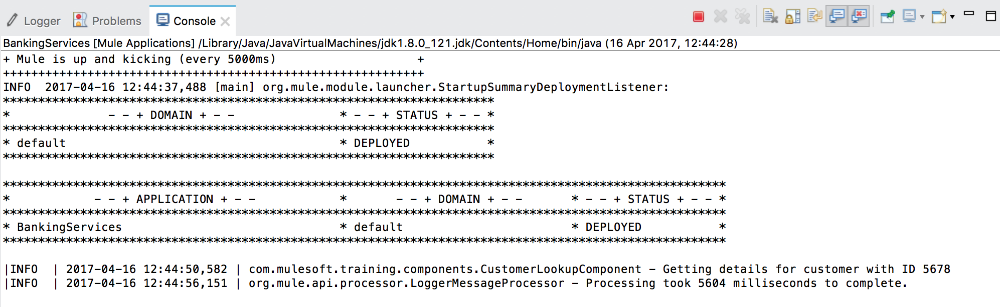 Logger Problems Console
BankingServices [Mule Applications] /Library/Java/JavaVirtualMachines/jdk1.8.0_121.jdk/Contents/Home/bin/java (16 Apr 2017, 12:44:28)
+ Mule is up and kicking (every 5000ms)                    +
++++++++++++++++++++++++++++++++++++++++++++++++++++++++++++
INFO  2017-04-16 12:44:37,488 [main] org.mule.module.launcher.StartupSummaryDeploymentListener:
**********************************************************************
*              - - + DOMAIN + - -               * - - + STATUS + - - *
**********************************************************************
* default                                       * DEPLOYED           *
**********************************************************************

*******************************************************************************************************
*            - - + APPLICATION + - -            *       - - + DOMAIN + - -       * - - + STATUS + - - *
*******************************************************************************************************
* BankingServices                               * default                        * DEPLOYED           *
*******************************************************************************************************

|INFO  | 2017-04-16 12:44:50,582 | com.mulesoft.training.components.CustomerLookupComponent - Getting details for customer with ID 5678
|INFO  | 2017-04-16 12:44:56,151 | org.mule.api.processor.LoggerMessageProcessor - Processing took 5604 milliseconds to complete.